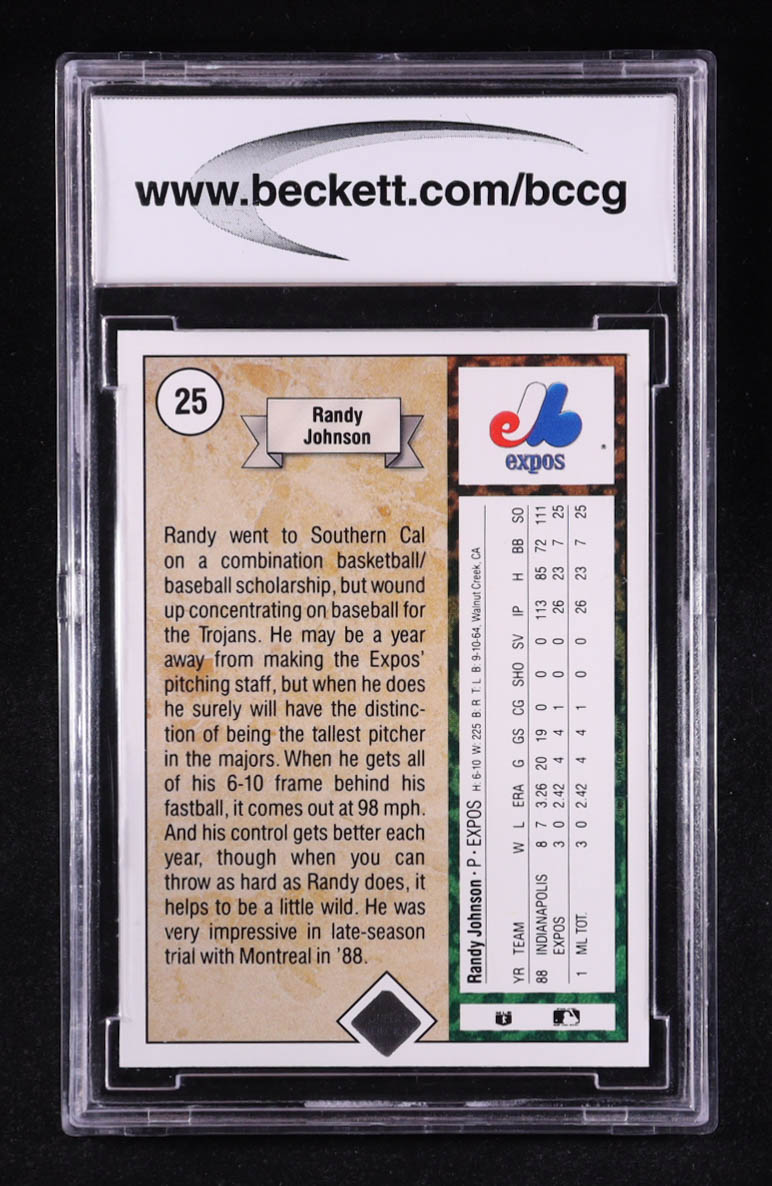 www.beckett.com/bccg
25
Randy
Johnson
Randy went to Southern Cal
on a combination basketball/
baseball scholarship, but wound
up concentrating on baseball for
the Trojans. He may be a year
away from making the Expos'
pitching staff, but when he does
he surely will have the distinc-
tion of being the tallest pitcher
in the majors. When he gets all
of his 6-10 frame behind his
fastball, it comes out at 98 mph.
And his control gets better each
year, though when you can
throw as hard as Randy does, it
helps to be a little wild. He was
very impressive in late-season
trial with Montreal in '88.
expos
Randy Johnson • P • EXPOS H: 6-10 W: 225 B: R T: L B: 9-10-64, Walnut Creek, CA
YR TEAM W L ERA G GS CG SHO SV IP H BB SO
88 INDIANAPOLIS 8 7 3.26 20 19 0 0 0 113 85 72 111
EXPOS 3 0 2.42 4 4 1 0 0 26 23 7 25
1 ML TOT. 3 0 2.42 4 4 1 0 0 26 23 7 25